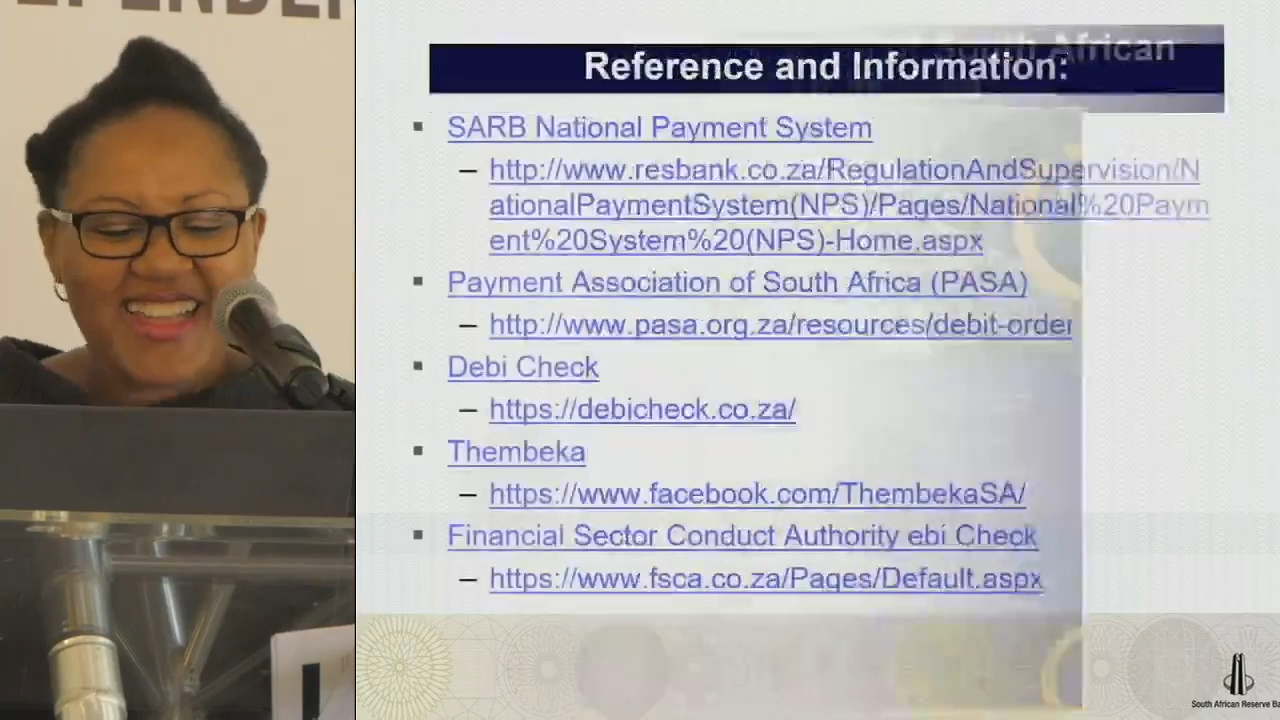 South African
Reference and Information:
▪ SARB National Payment System
– http://www.resbank.co.za/RegulationAndSupervision/N
ationalPaymentSystem(NPS)/Pages/National%20Paym
ent%20System%20(NPS)-Home.aspx
▪ Payment Association of South Africa (PASA)
– http://www.pasa.org.za/resources/debit-order
▪ Debi Check
– https://debicheck.co.za/
▪ Thembeka
– https://www.facebook.com/ThembekaSA/
▪ Financial Sector Conduct Authority ebi Check
– https://www.fsca.co.za/Pages/Default.aspx
South African Reserve Ba